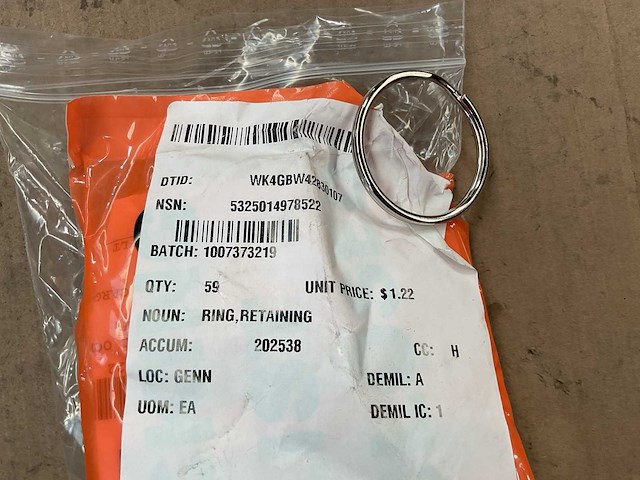 DTID: WK4GBW42830107
NSN: 5325014978522
BATCH: 1007373219
QTY: 59 UNIT PRICE: $1.22
NOUN: RING,RETAINING
ACCUM: 202538 CC: H
LOC: GENN DEMIL: A
UOM: EA DEMIL IC: 1